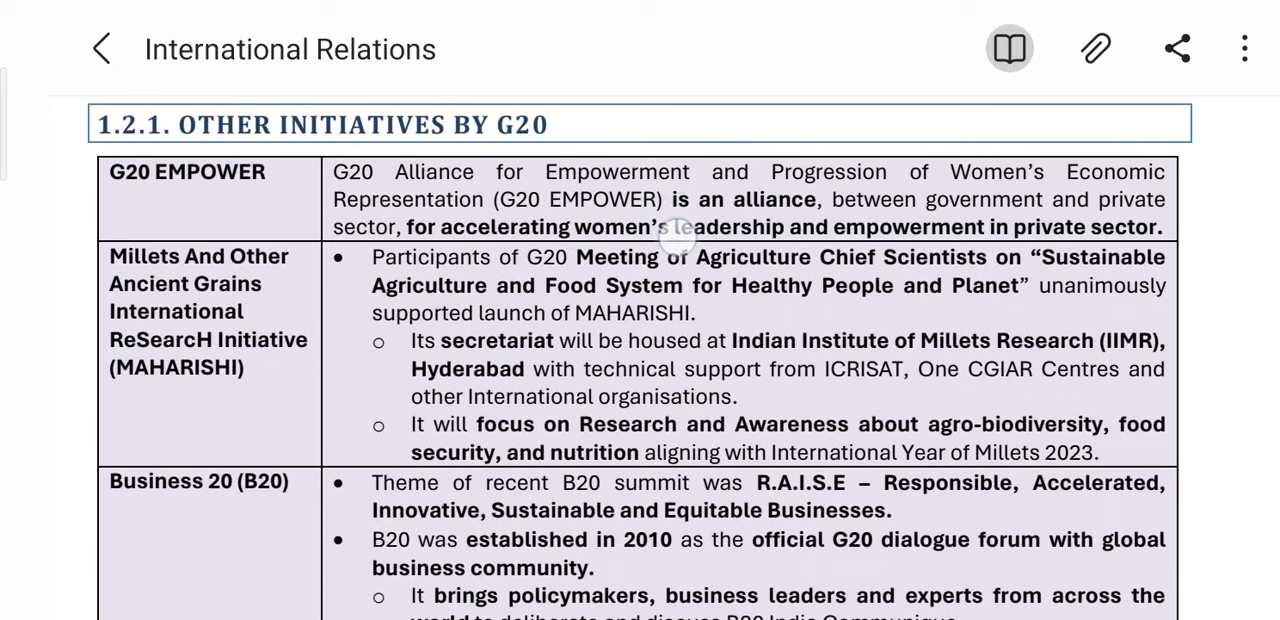 International Relations
1.2.1. OTHER INITIATIVES BY G20
G20 EMPOWER
G20 Alliance for Empowerment and Progression of Women’s Economic
Representation (G20 EMPOWER) is an alliance, between government and private
sector, for accelerating women’s leadership and empowerment in private sector.
Millets And Other
Ancient Grains
International
ReSearcH Initiative
(MAHARISHI)
• Participants of G20 Meeting of Agriculture Chief Scientists on “Sustainable
Agriculture and Food System for Healthy People and Planet” unanimously
supported launch of MAHARISHI.
o Its secretariat will be housed at Indian Institute of Millets Research (IIMR),
Hyderabad with technical support from ICRISAT, One CGIAR Centres and
other International organisations.
o It will focus on Research and Awareness about agro-biodiversity, food
security, and nutrition aligning with International Year of Millets 2023.
Business 20 (B20)
• Theme of recent B20 summit was R.A.I.S.E – Responsible, Accelerated,
Innovative, Sustainable and Equitable Businesses.
• B20 was established in 2010 as the official G20 dialogue forum with global
business community.
o It brings policymakers, business leaders and experts from across the
world to deliberate and discuss B20 India Communique.